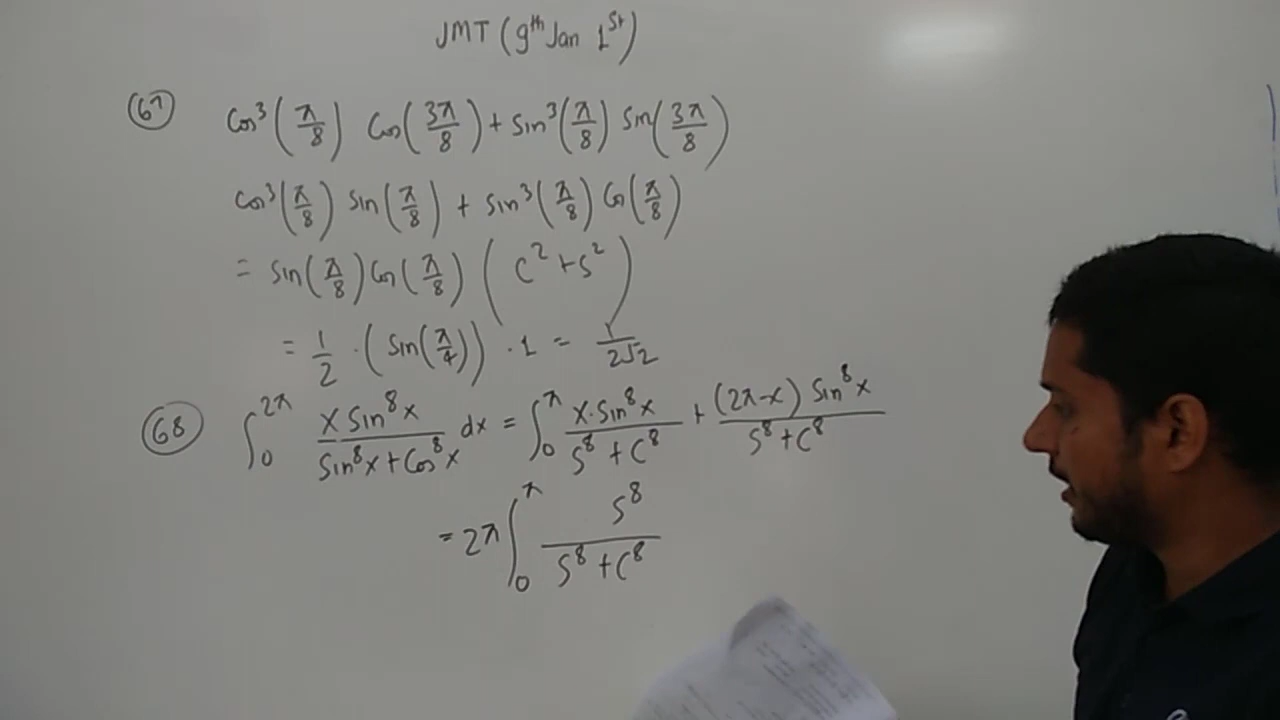 JMT (9th Jan 1st)
(67) Cos³(π/8) Cos(3π/8) + Sin³(π/8) Sin(3π/8)
Cos³(π/8) Sin(π/8) + Sin³(π/8) Cos(π/8)
= Sin(π/8) Cos(π/8) (C² + S²)
= 1/2 · (Sin(π/4)) · 1 = 1/2√2
(68) ∫₀^2π x Sin⁸x / Sin⁸x + Cos⁸x dx = ∫₀^π x·Sin⁸x / S⁸ + C⁸ + (2π-x) Sin⁸x / S⁸ + C⁸
= 2π ∫₀^π S⁸ / S⁸ + C⁸